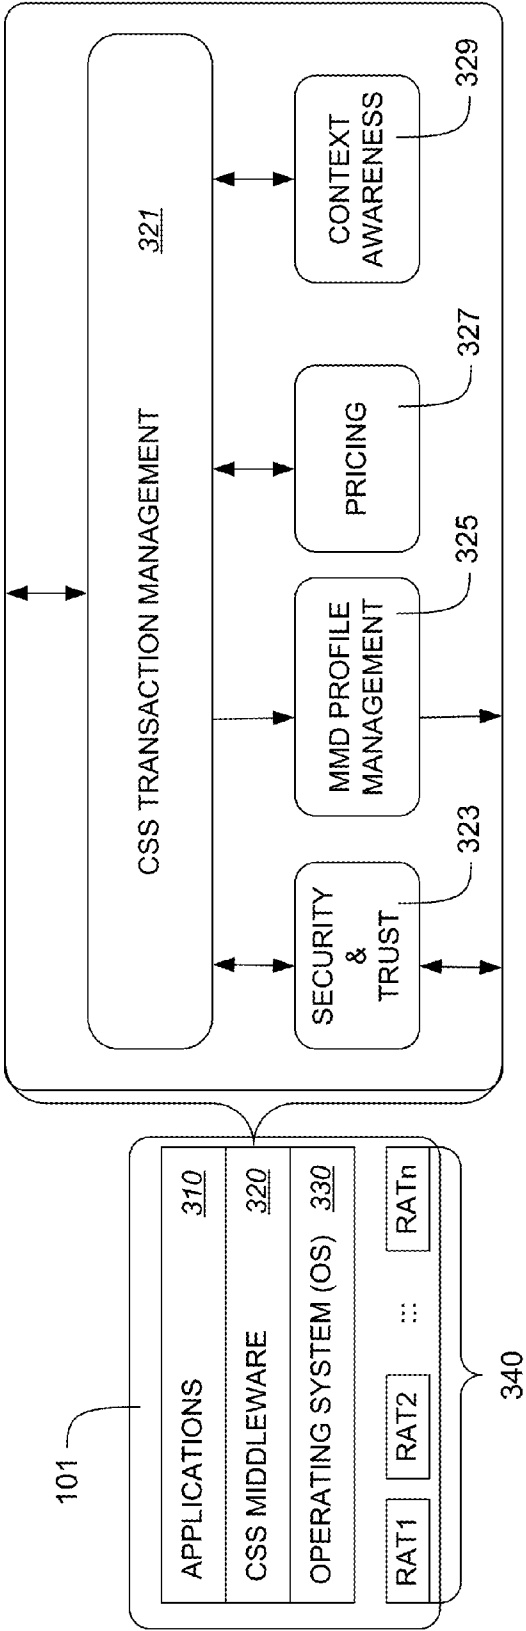 101
APPLICATIONS 310
CSS MIDDLEWARE 320
OPERATING SYSTEM (OS) 330
RAT1
RAT2
...
RATn
340
CSS TRANSACTION MANAGEMENT 321
SECURITY
&
TRUST
323
MMD PROFILE
MANAGEMENT
325
PRICING
327
CONTEXT
AWARENESS
329